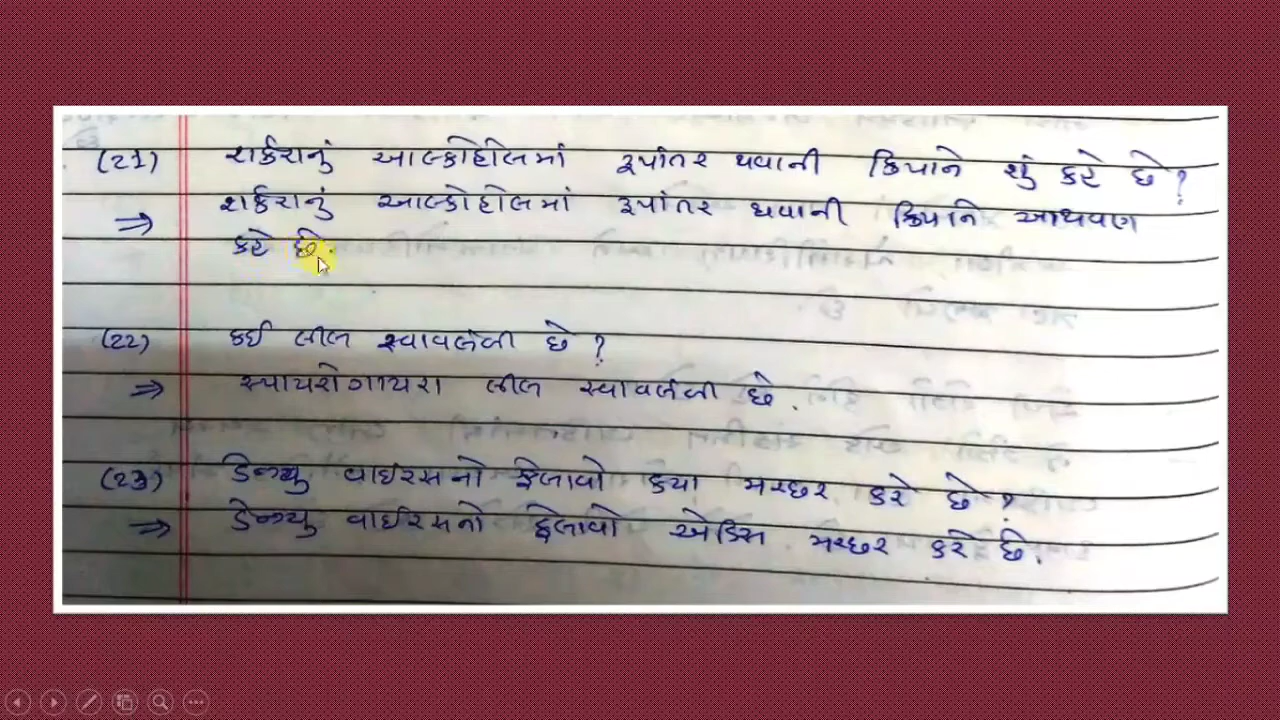 (21) શર્કરાનું આલ્કોહોલમાં રૂપાંતર થવાની ક્રિયાને શું કહે છે?
⇒ શર્કરાનું આલ્કોહોલમાં રૂપાંતર થવાની ક્રિયાને આથવણ
કહે છે.
(22) કઈ લીલ સ્વાવલંબી છે?
⇒ સ્પાયરોગાયરા લીલ સ્વાવલંબી છે.
(23) ડેન્ગ્યુ વાઈરસનો ફેલાવો કયા મચ્છર કરે છે?
⇒ ડેન્ગ્યુ વાઈરસનો ફેલાવો એડિસ મચ્છર કરે છે.